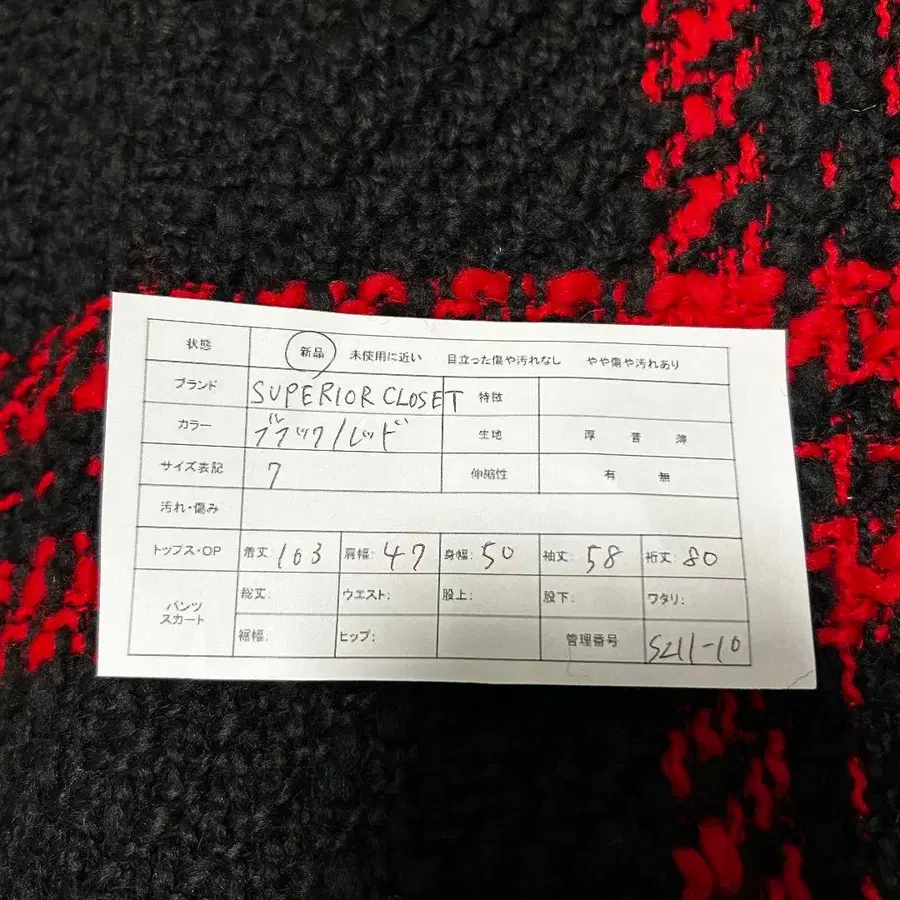 状態 新品 未使用に近い 目立った傷や汚れなし やや傷や汚れあり
ブランド SUPERIOR CLOSET 特徴
カラー ブラック/レッド 生地 厚 普 薄
サイズ表記 7 伸縮性 有 無
汚れ・傷み
トップス・OP 着丈: 103 肩幅: 47 身幅: 50 袖丈: 58 裄丈: 80
パンツ
スカート
総丈: ウエスト: 股上: 股下: ワタリ:
裾幅: ヒップ: 管理番号 S211-10